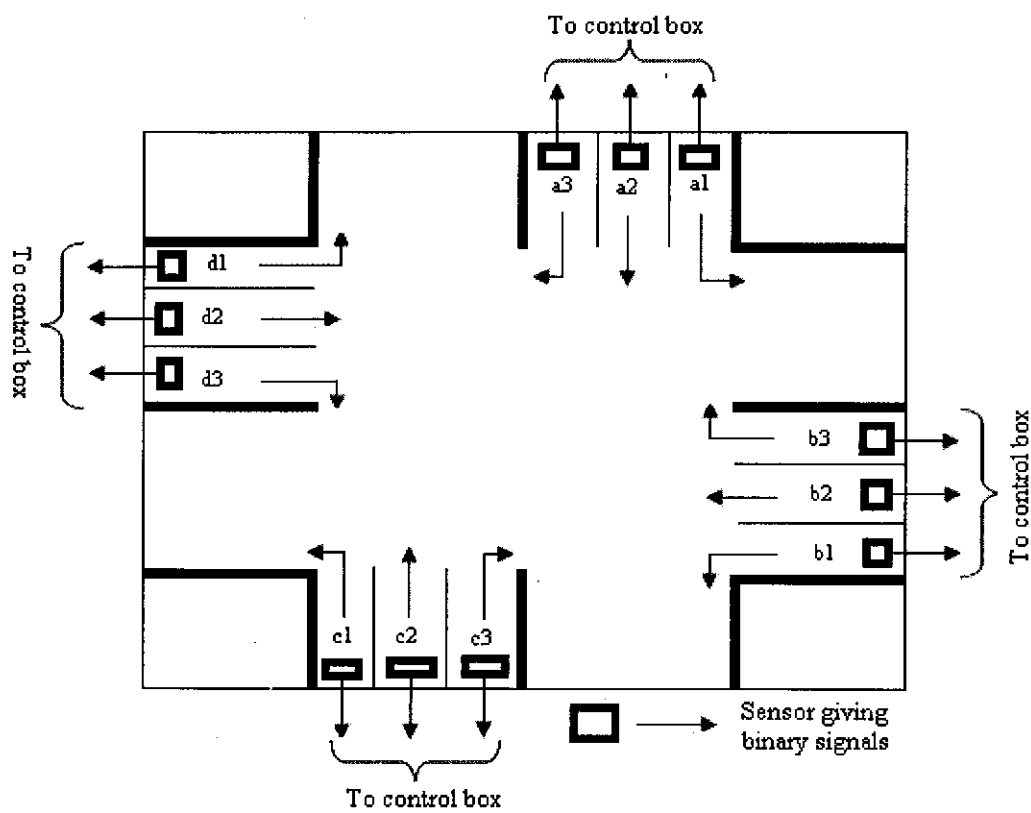 To control box
a3 a2 a1
To control box
d1
d2
d3
b3
b2
b1
To control box
c1 c2 c3
Sensor giving
binary signals
To control box